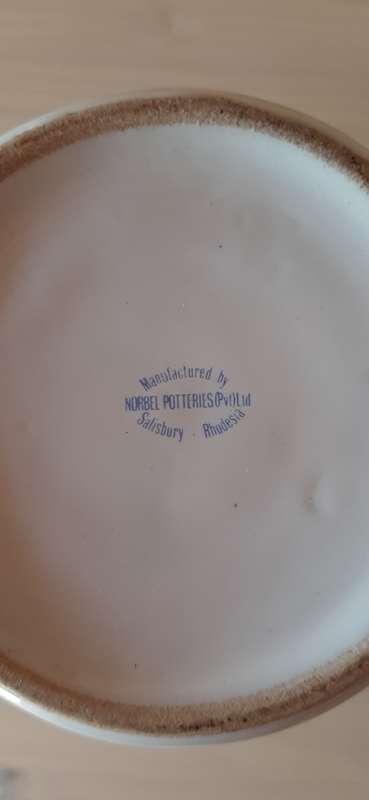 Manufactured by
NORBEL POTTERIES (Pvt) Ltd
Salisbury . Rhodesia